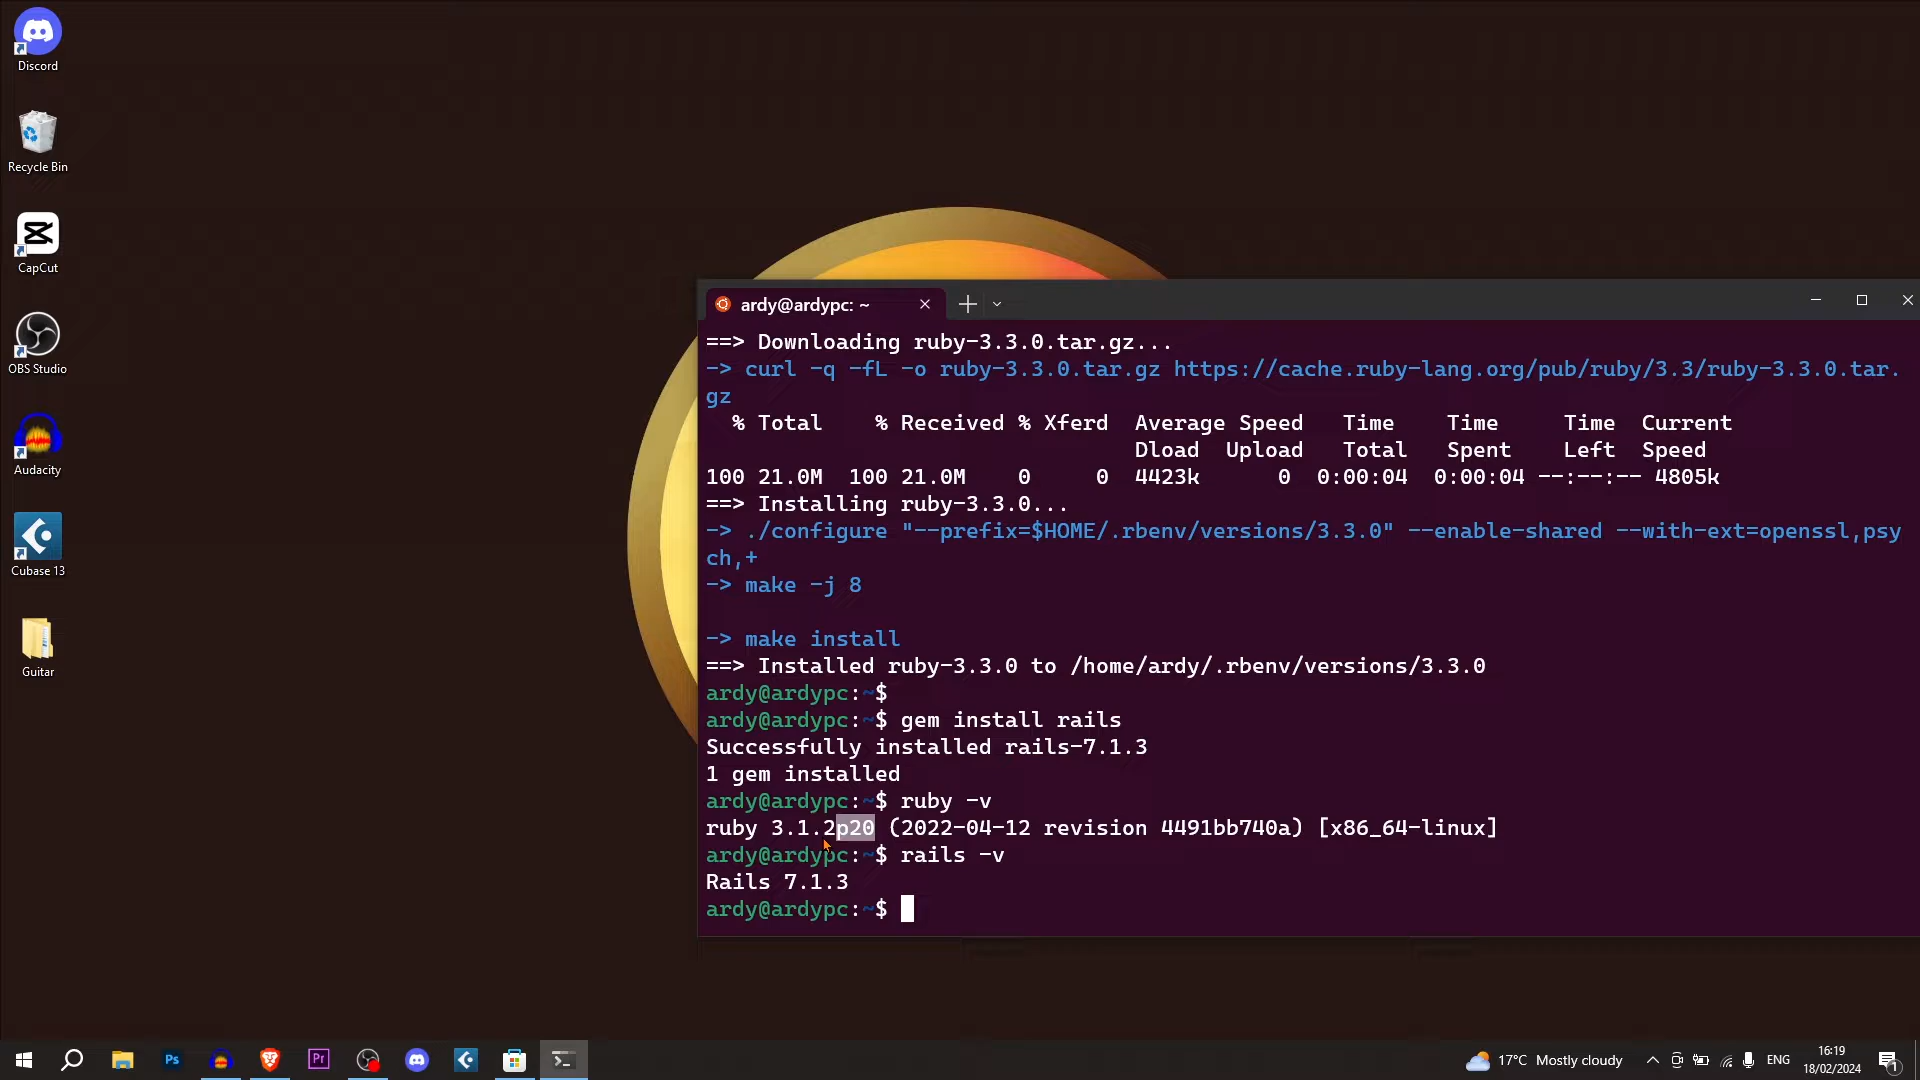 Discord
Recycle Bin
CapCut
OBS Studio
Audacity
Cubase 13
Guitar
ardy@ardypc: ~
==> Downloading ruby-3.3.0.tar.gz...
-> curl -q -fL -o ruby-3.3.0.tar.gz https://cache.ruby-lang.org/pub/ruby/3.3/ruby-3.3.0.tar.
gz
% Total % Received % Xferd Average Speed Time Time Time Current
Dload Upload Total Spent Left Speed
100 21.0M 100 21.0M 0 0 4423k 0 0:00:04 0:00:04 --:--:-- 4805k
==> Installing ruby-3.3.0...
-> ./configure "--prefix=$HOME/.rbenv/versions/3.3.0" --enable-shared --with-ext=openssl,psy
ch,+
-> make -j 8
-> make install
==> Installed ruby-3.3.0 to /home/ardy/.rbenv/versions/3.3.0
ardy@ardypc:~$
ardy@ardypc:~$ gem install rails
Successfully installed rails-7.1.3
1 gem installed
ardy@ardypc:~$ ruby -v
ruby 3.1.2p20 (2022-04-12 revision 4491bb740a) [x86_64-linux]
ardy@ardypc:~$ rails -v
Rails 7.1.3
ardy@ardypc:~$
Ps
Pr
17°C Mostly cloudy
ENG
16:19
18/02/2024
1